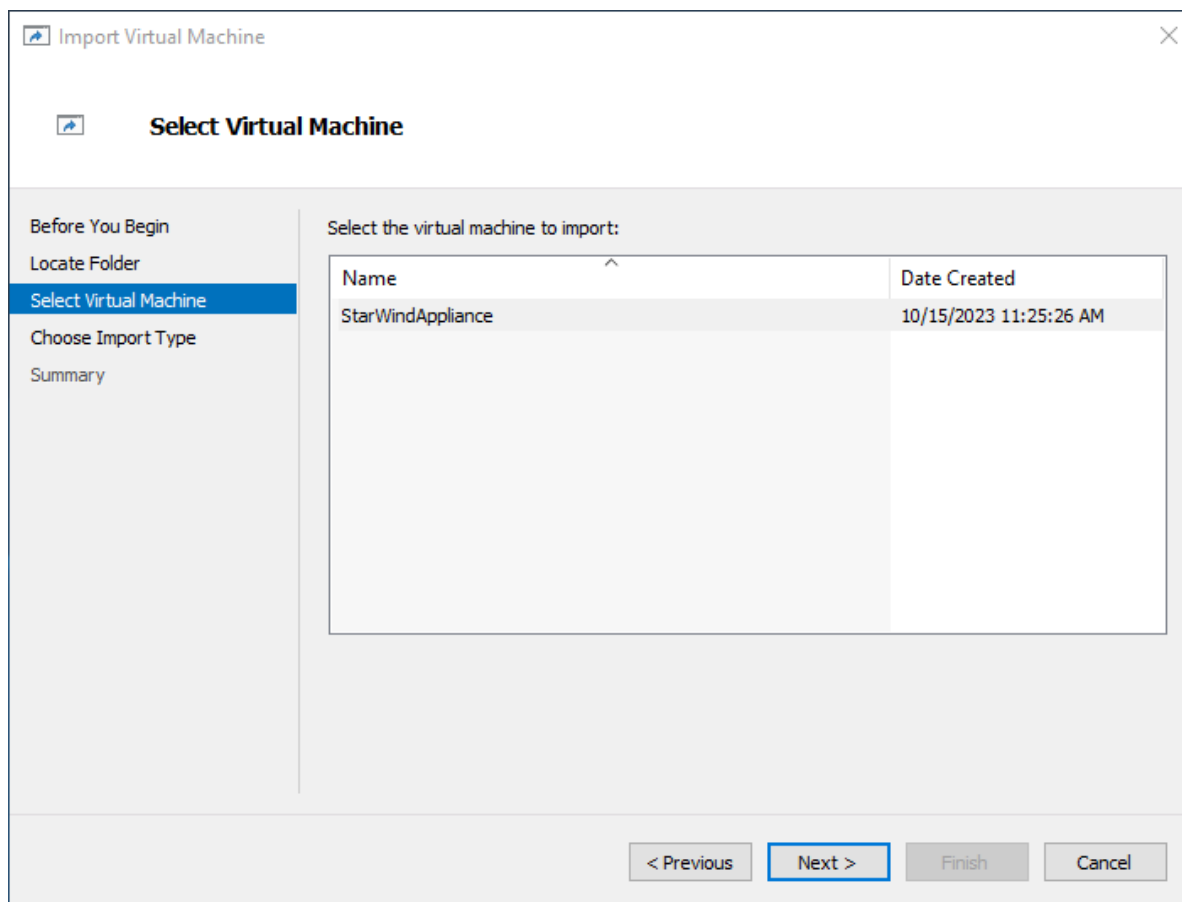 Import Virtual Machine
Select Virtual Machine
Before You Begin
Locate Folder
Select Virtual Machine
Choose Import Type
Summary
Select the virtual machine to import:
Name Date Created
StarWindAppliance 10/15/2023 11:25:26 AM
< Previous Next > Finish Cancel